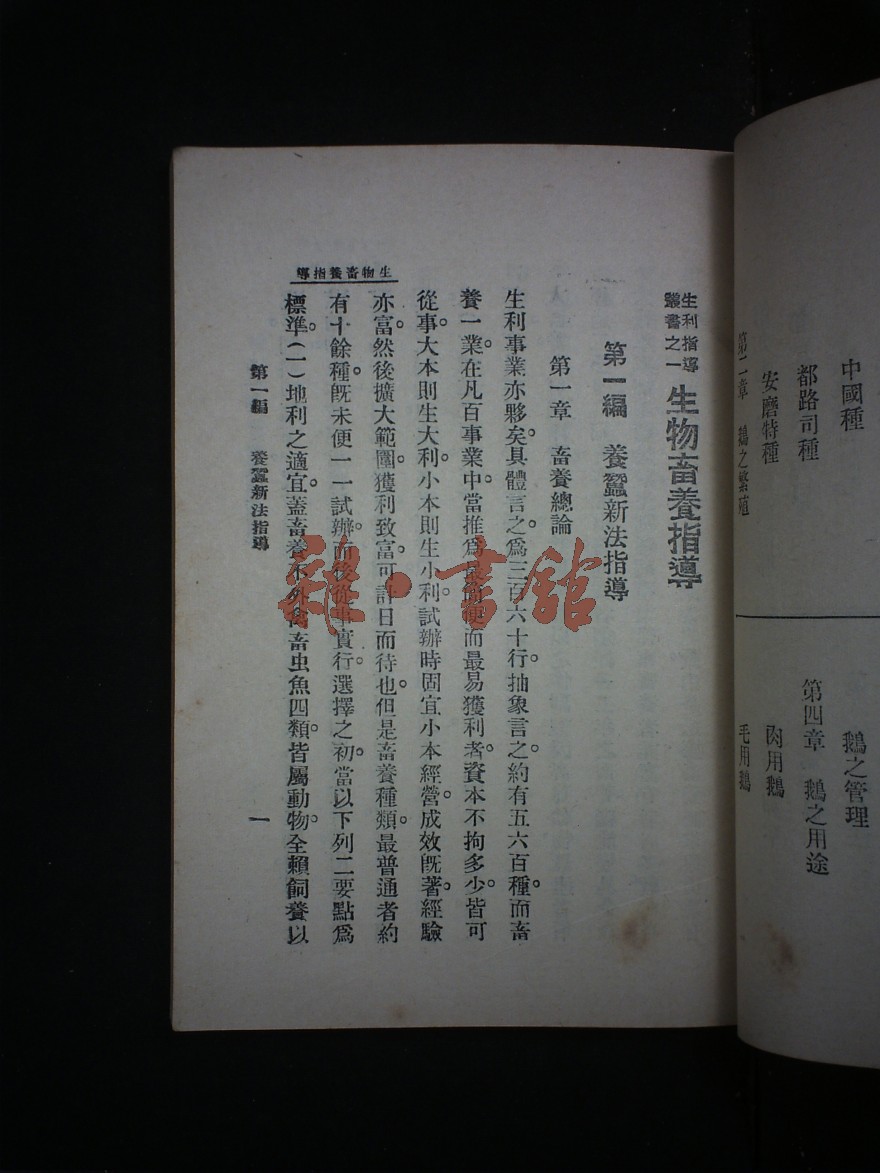 中國種
都路司種
安磨特種
第二章　鵝之繁殖
鵝之管理
第四章　鵝之用途
肉用鵝
毛用鵝
生利指導
叢書之一
生物畜養指導
第一編　養蠶新法指導
第一章　畜養總論
生利事業亦夥矣。具體言之。爲三百六十行。抽象言之。約有五六百種。而畜
養一業。在凡百事業中。當推爲最簡便而最易獲利者。資本不拘多少。皆可
從事。大本則生大利。小本則生小利。試辦時固宜小本經營。成效旣著。經驗
亦富。然後擴大範圍。獲利致富。可計日而待也。但是畜養種類。最普通者約
有十餘種。旣未便一一試辦。而後從事實行。選擇之初。當以下列二要點爲
標準。（一）地利之適宜。蓋畜養不外禽畜虫魚四類。皆屬動物。全賴飼養以
生物畜養指導
第一編　養蠶新法指導
一
雜·書館